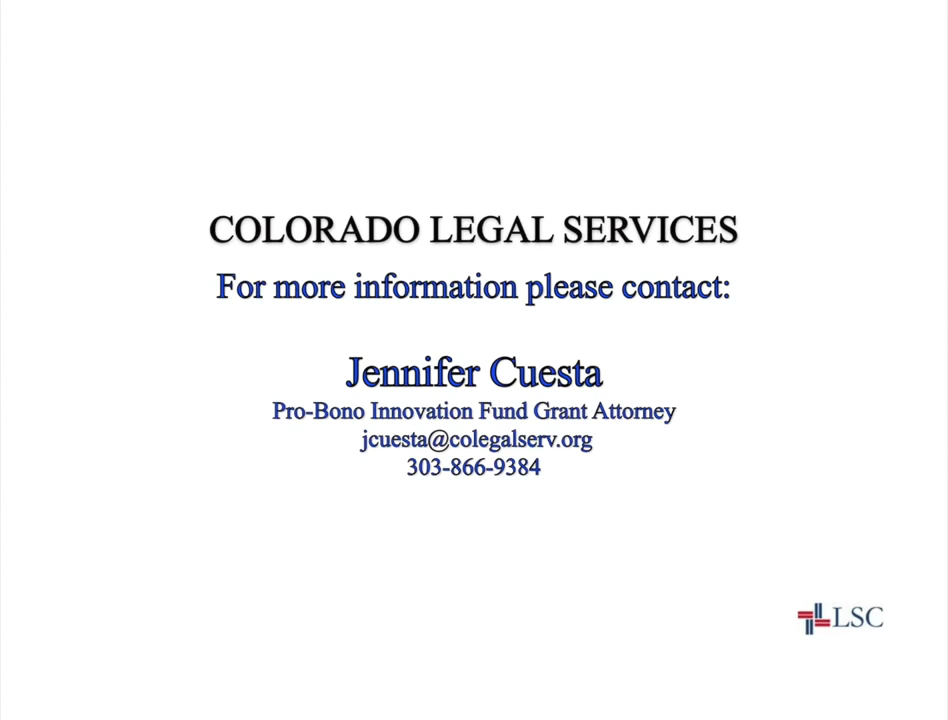 COLORADO LEGAL SERVICES
For more information please contact:
Jennifer Cuesta
Pro-Bono Innovation Fund Grant Attorney
jcuesta@colegalserv.org
303-866-9384
LSC